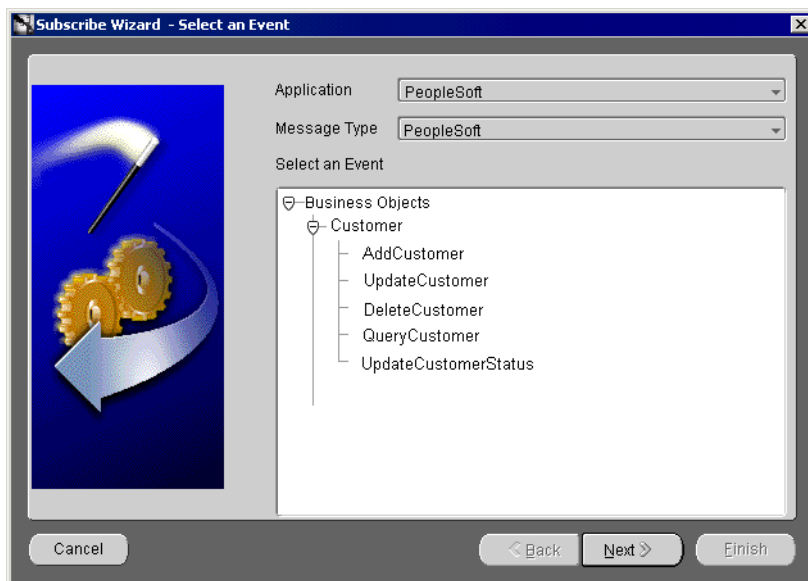 Subscribe Wizard - Select an Event
Application PeopleSoft
Message Type PeopleSoft
Select an Event
Business Objects
Customer
AddCustomer
UpdateCustomer
DeleteCustomer
QueryCustomer
UpdateCustomerStatus
Cancel Back Next Finish